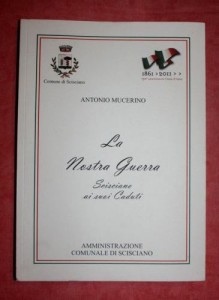 Comune di Scisciano
1861 > 2011 > >
ANTONIO MUCERINO
La
Nostra Guerra
Scisciano
ai suoi Caduti
AMMINISTRAZIONE
COMUNALE DI SCISCIANO